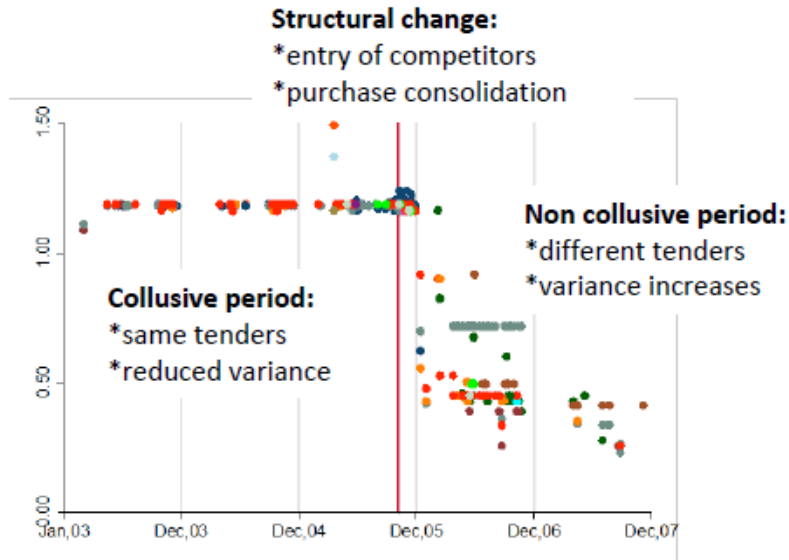 Structural change:
*entry of competitors
*purchase consolidation
1.50
1.00
0.50
0.00
Non collusive period:
*different tenders
*variance increases
Collusive period:
*same tenders
*reduced variance
Jan,03
Dec,03
Dec,04
Dec,05
Dec,06
Dec,07